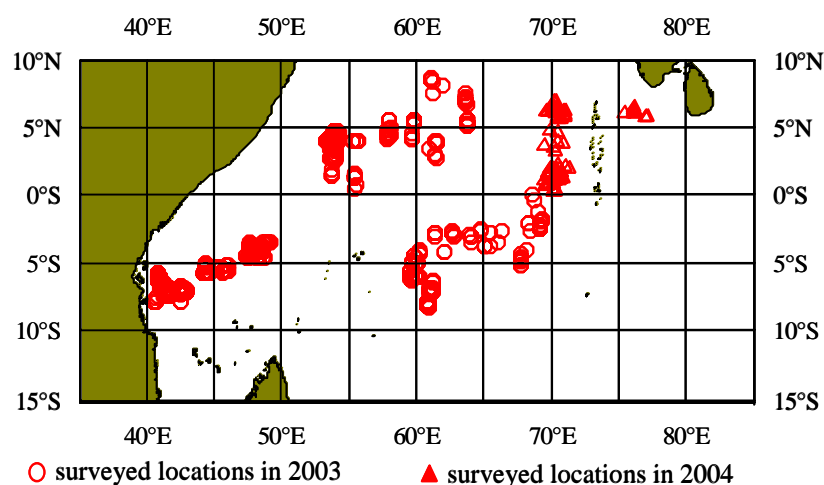 40°E 50°E 60°E 70°E 80°E
10°N 10°N
5°N 5°N
0°S 0°S
5°S 5°S
10°S 10°S
15°S 15°S
40°E 50°E 60°E 70°E 80°E
surveyed locations in 2003 surveyed locations in 2004